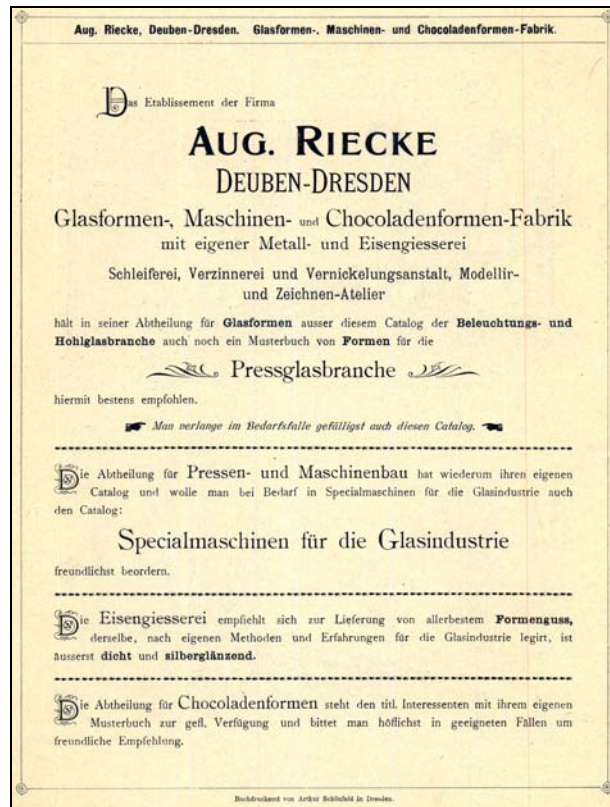 Aug. Riecke, Deuben-Dresden. Glasformen-, Maschinen- und Chocoladenformen-Fabrik.
Das Etablissement der Firma
AUG. RIECKE
DEUBEN-DRESDEN
Glasformen-, Maschinen- und Chocoladenformen-Fabrik
mit eigener Metall- und Eisengiesserei
Schleiferei, Verzinnerei und Vernickelungsanstalt, Modellir-
und Zeichnen-Atelier
hält in seiner Abtheilung für Glasformen ausser diesem Catalog der Beleuchtungs- und
Hohlglasbranche auch noch ein Musterbuch von Formen für die
Pressglasbranche
hiermit bestens empfohlen.
Man verlange im Bedarfsfalle gefälligst auch diesen Catalog.
Die Abtheilung für Pressen- und Maschinenbau hat wiederum ihren eigenen
Catalog und wolle man bei Bedarf in Specialmaschinen für die Glasindustrie auch
den Catalog:
Specialmaschinen für die Glasindustrie
freundlichst beordern.
Die Eisengiesserei empfiehlt sich zur Lieferung von allerbestem Formenguss,
derselbe, nach eigenen Methoden und Erfahrungen für die Glasindustrie legirt, ist
äusserst dicht und silberglänzend.
Die Abtheilung für Chocoladenformen steht den titl. Interessenten mit ihrem eigenen
Musterbuch zur gefl. Verfügung und bittet man höflichst in geeigneten Fällen um
freundliche Empfehlung.
Buchdruckerei von Arthur Schönfeld in Dresden.